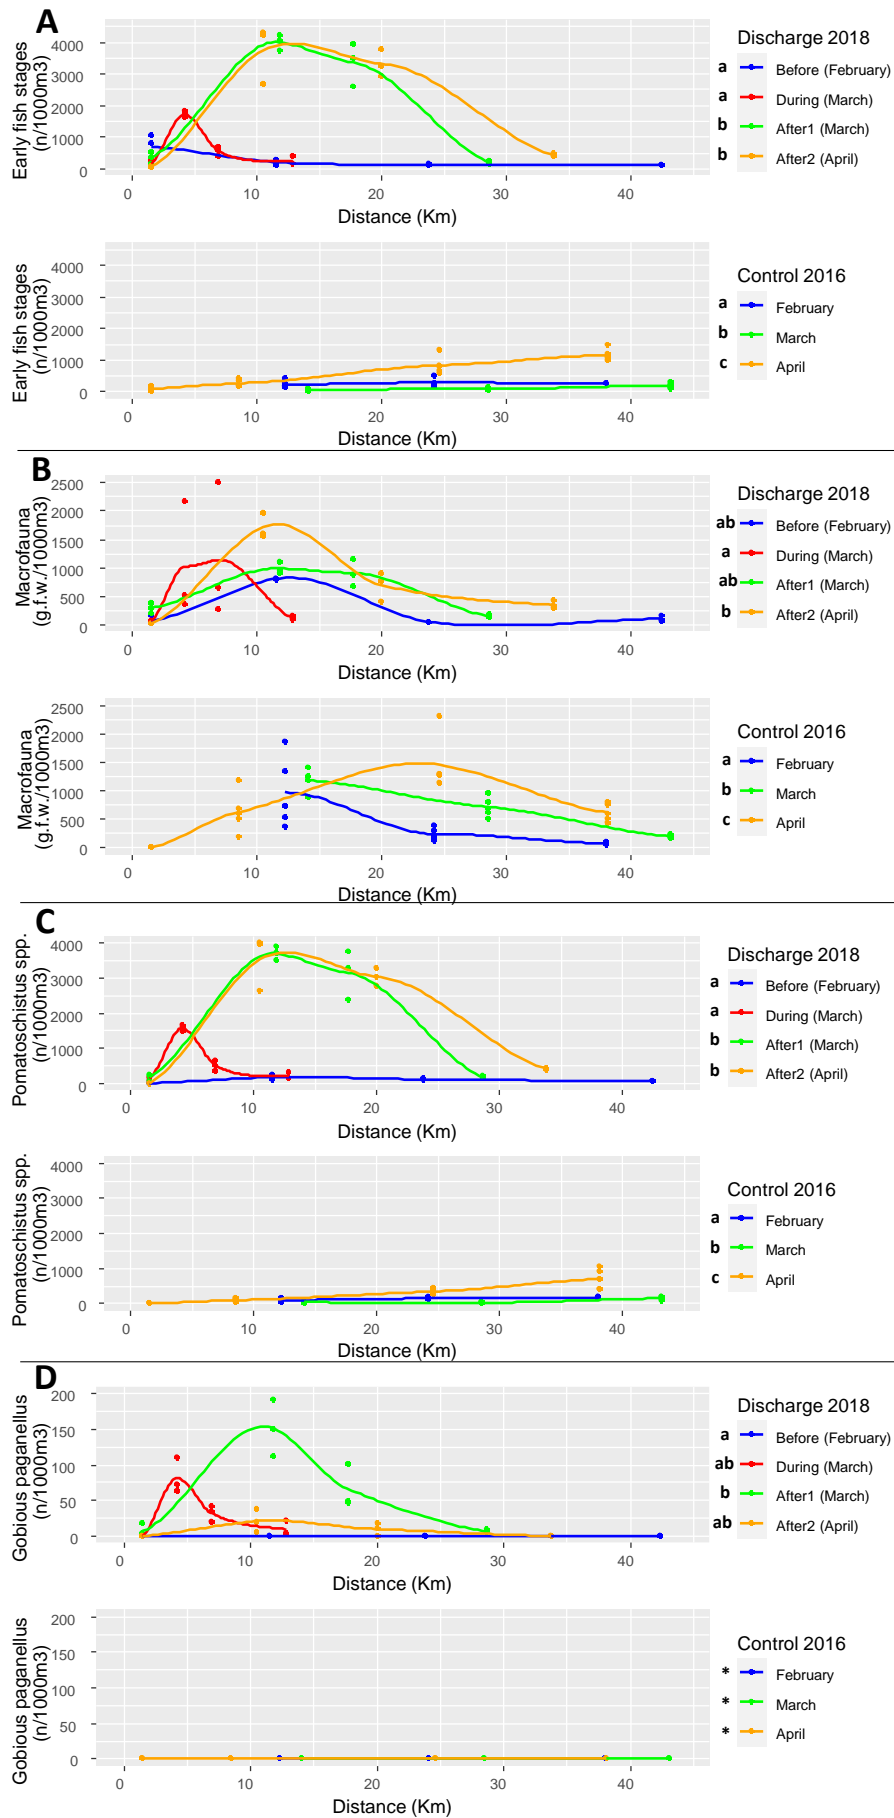 A
Early fish stages
(n/1000m3)
4000
3000
2000
1000
0
0 10 20 30 40
Distance (Km)
Discharge 2018
a Before (February)
a During (March)
b After1 (March)
b After2 (April)
Early fish stages
(n/1000m3)
4000
3000
2000
1000
0
0 10 20 30 40
Distance (Km)
Control 2016
a February
b March
c April
B
Macrofauna
(g.f.w./1000m3)
2500
2000
1500
1000
500
0
0 10 20 30 40
Distance (Km)
Discharge 2018
ab Before (February)
a During (March)
ab After1 (March)
b After2 (April)
Macrofauna
(g.f.w./1000m3)
2500
2000
1500
1000
500
0
0 10 20 30 40
Distance (Km)
Control 2016
a February
b March
c April
C
Pomatoschistus spp.
(n/1000m3)
4000
3000
2000
1000
0
0 10 20 30 40
Distance (Km)
Discharge 2018
a Before (February)
a During (March)
b After1 (March)
b After2 (April)
Pomatoschistus spp.
(n/1000m3)
4000
3000
2000
1000
0
0 10 20 30 40
Distance (Km)
Control 2016
a February
b March
c April
D
Gobious paganellus
(n/1000m3)
200
150
100
50
0
0 10 20 30 40
Distance (Km)
Discharge 2018
a Before (February)
ab During (March)
b After1 (March)
ab After2 (April)
Gobious paganellus
(n/1000m3)
200
150
100
50
0
0 10 20 30 40
Distance (Km)
Control 2016
* February
* March
* April